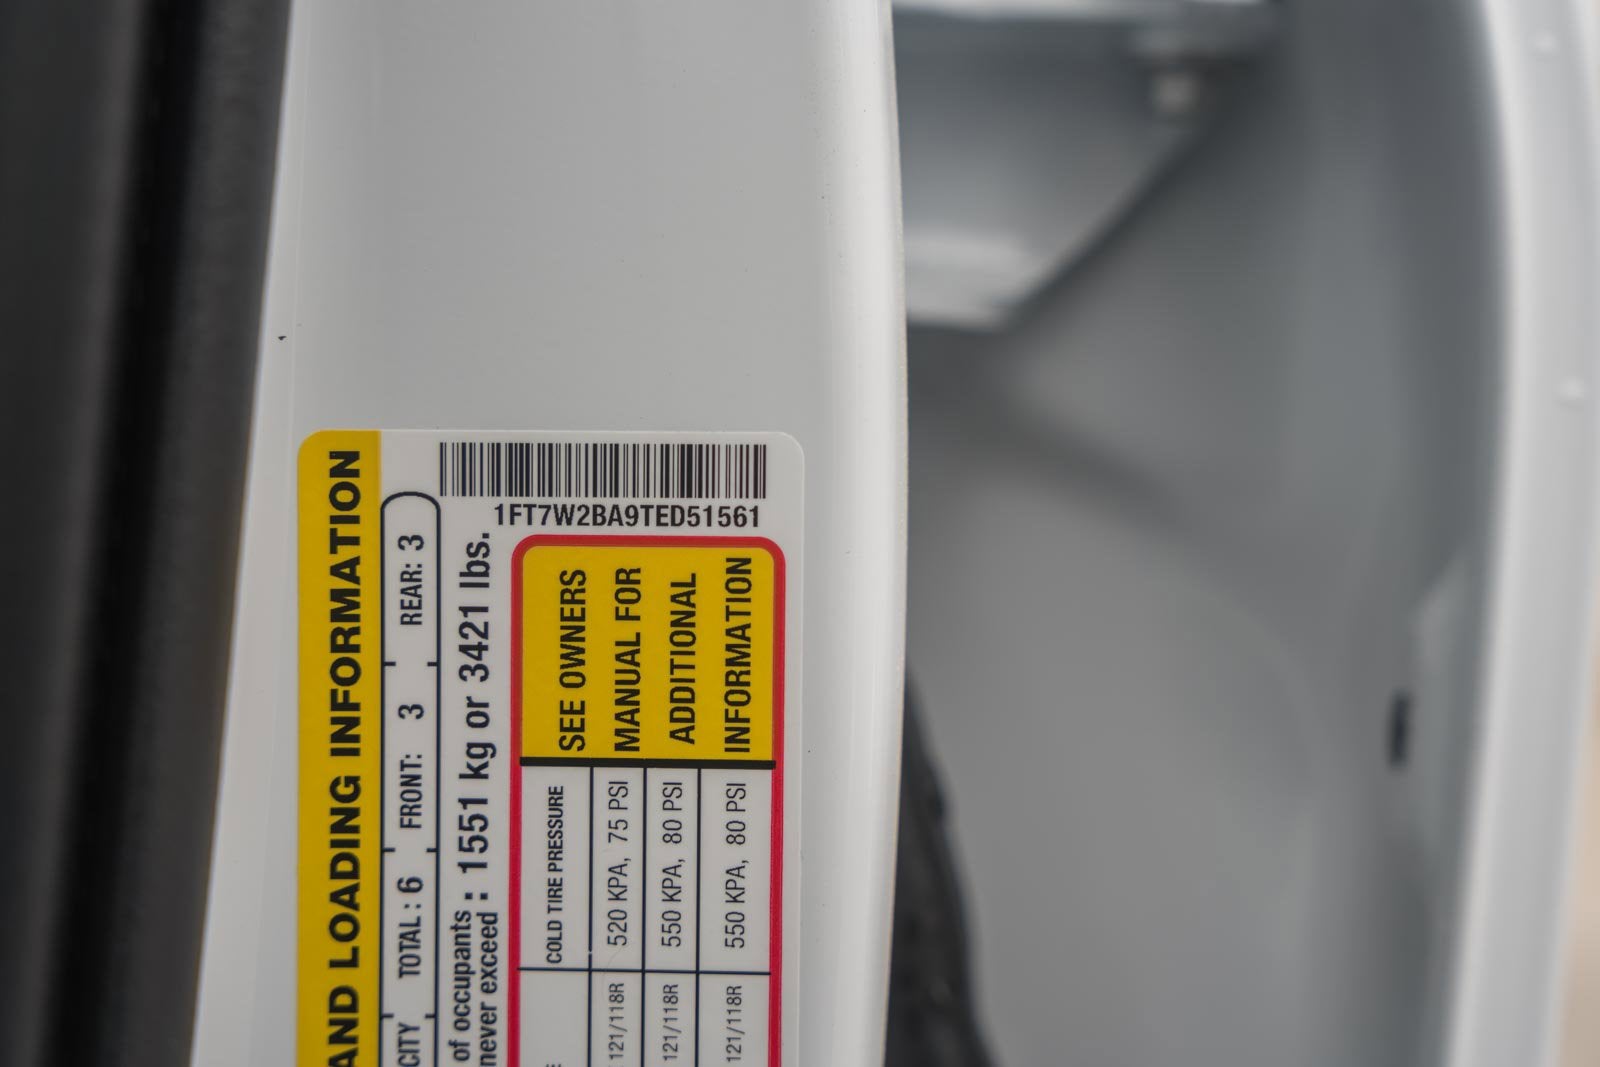 AND LOADING INFORMATION
CITY TOTAL : 6 FRONT: 3 REAR: 3
of occupants
never exceed : 1551 kg or 3421 lbs.
1FT7W2BA9TED51561
COLD TIRE PRESSURE
121/118R 520 KPA, 75 PSI
121/118R 550 KPA, 80 PSI
121/118R 550 KPA, 80 PSI
SEE OWNERS
MANUAL FOR
ADDITIONAL
INFORMATION